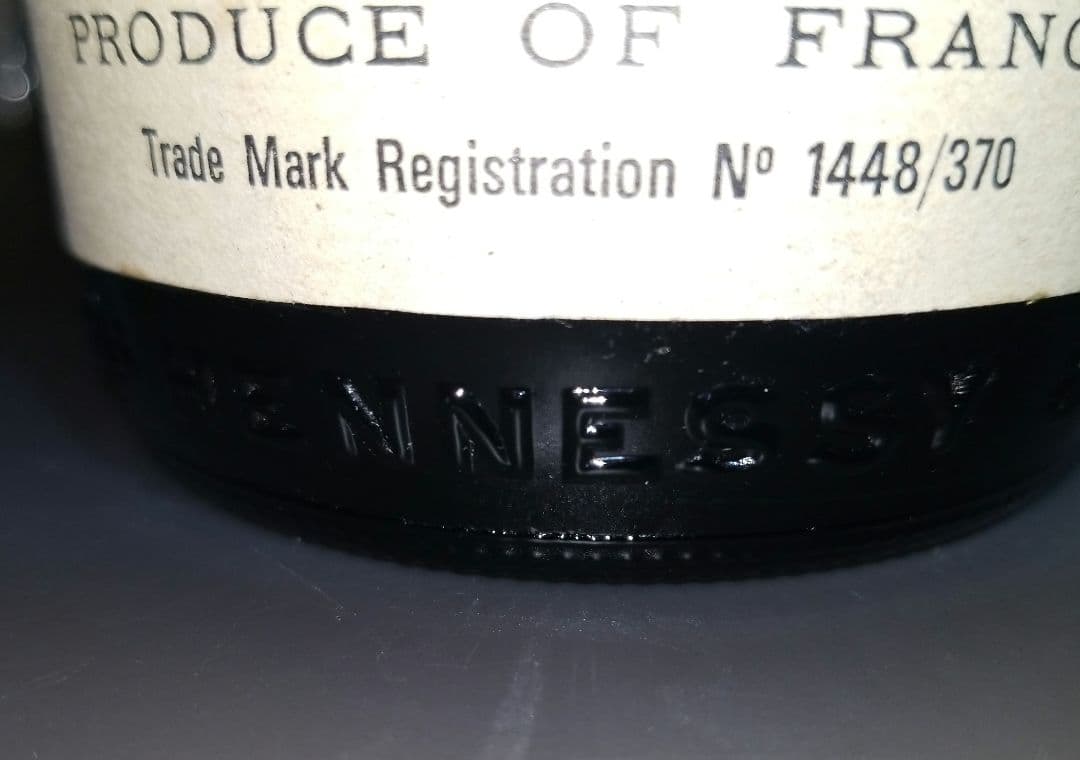 PRODUCE OF FRANC
Trade Mark Registration Nº 1448/370
HENNESSY